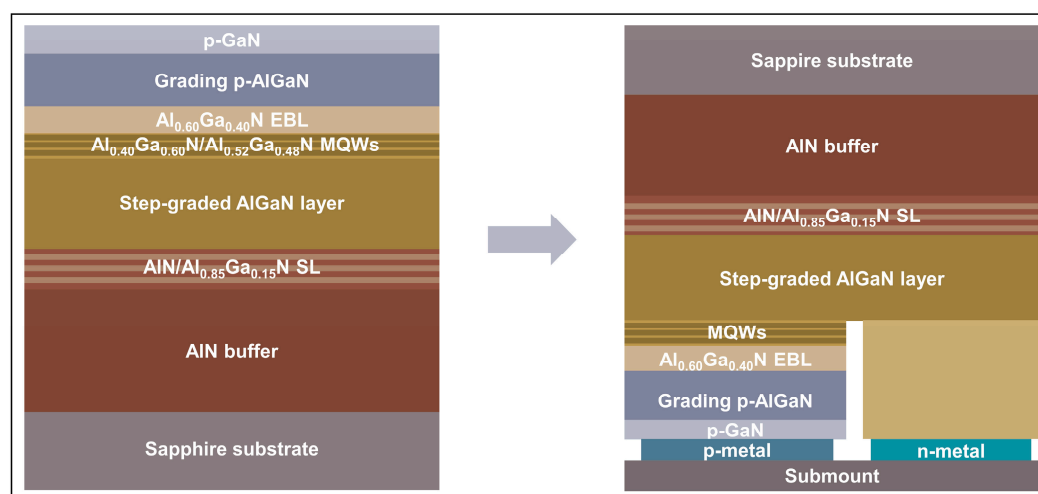 p-GaN
Grading p-AlGaN
Al0.60Ga0.40N EBL
Al0.40Ga0.60N/Al0.52Ga0.48N MQWs
Step-graded AlGaN layer
AlN/Al0.85Ga0.15N SL
AlN buffer
Sapphire substrate
Sappire substrate
AlN buffer
AlN/Al0.85Ga0.15N SL
Step-graded AlGaN layer
MQWs
Al0.60Ga0.40N EBL
Grading p-AlGaN
p-GaN
p-metal
n-metal
Submount